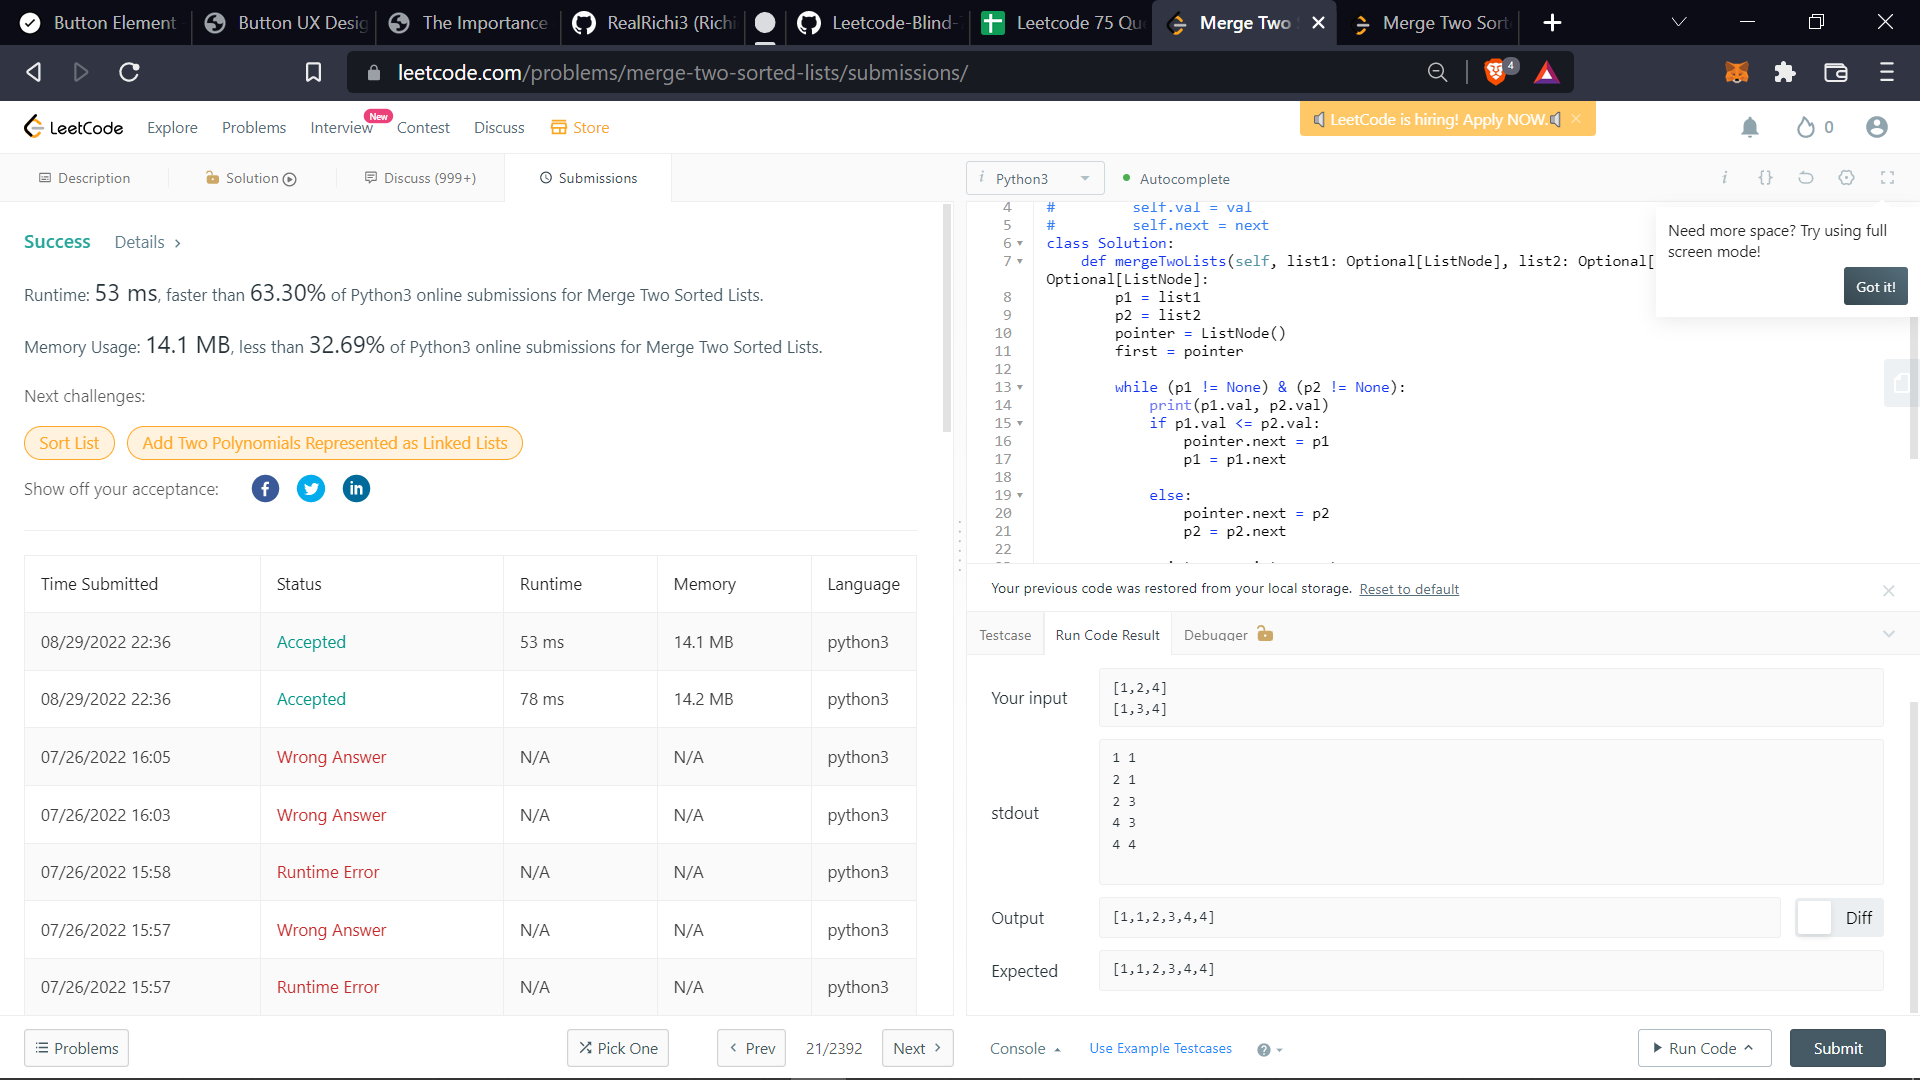 Button Element
Button UX Desig
The Importance
RealRichi3 (Richi
Leetcode-Blind-
Leetcode 75 Qu
Merge Two
Merge Two Sort
leetcode.com/problems/merge-two-sorted-lists/submissions/
4
LeetCode
Explore
Problems
Interview
New
Contest
Discuss
Store
LeetCode is hiring! Apply NOW.
0
Description
Solution
Discuss (999+)
Submissions
i Python3
Autocomplete
i
{}
Success
Details
Runtime: 53 ms, faster than 63.30% of Python3 online submissions for Merge Two Sorted Lists.
Memory Usage: 14.1 MB, less than 32.69% of Python3 online submissions for Merge Two Sorted Lists.
Next challenges:
Sort List
Add Two Polynomials Represented as Linked Lists
Show off your acceptance:
Time Submitted Status Runtime Memory Language
08/29/2022 22:36 Accepted 53 ms 14.1 MB python3
08/29/2022 22:36 Accepted 78 ms 14.2 MB python3
07/26/2022 16:05 Wrong Answer N/A N/A python3
07/26/2022 16:03 Wrong Answer N/A N/A python3
07/26/2022 15:58 Runtime Error N/A N/A python3
07/26/2022 15:57 Wrong Answer N/A N/A python3
07/26/2022 15:57 Runtime Error N/A N/A python3
4 # self.val = val
5 # self.next = next
6 class Solution:
7 def mergeTwoLists(self, list1: Optional[ListNode], list2: Optional[
Optional[ListNode]:
8 p1 = list1
9 p2 = list2
10 pointer = ListNode()
11 first = pointer
12
13 while (p1 != None) & (p2 != None):
14 print(p1.val, p2.val)
15 if p1.val <= p2.val:
16 pointer.next = p1
17 p1 = p1.next
18
19 else:
20 pointer.next = p2
21 p2 = p2.next
22
Need more space? Try using full
screen mode!
Got it!
Your previous code was restored from your local storage. Reset to default
Testcase
Run Code Result
Debugger
Your input
[1,2,4]
[1,3,4]
stdout
1 1
2 1
2 3
4 3
4 4
Output
[1,1,2,3,4,4]
Diff
Expected
[1,1,2,3,4,4]
Problems
Pick One
Prev
21/2392
Next
Console
Use Example Testcases
?
Run Code
Submit